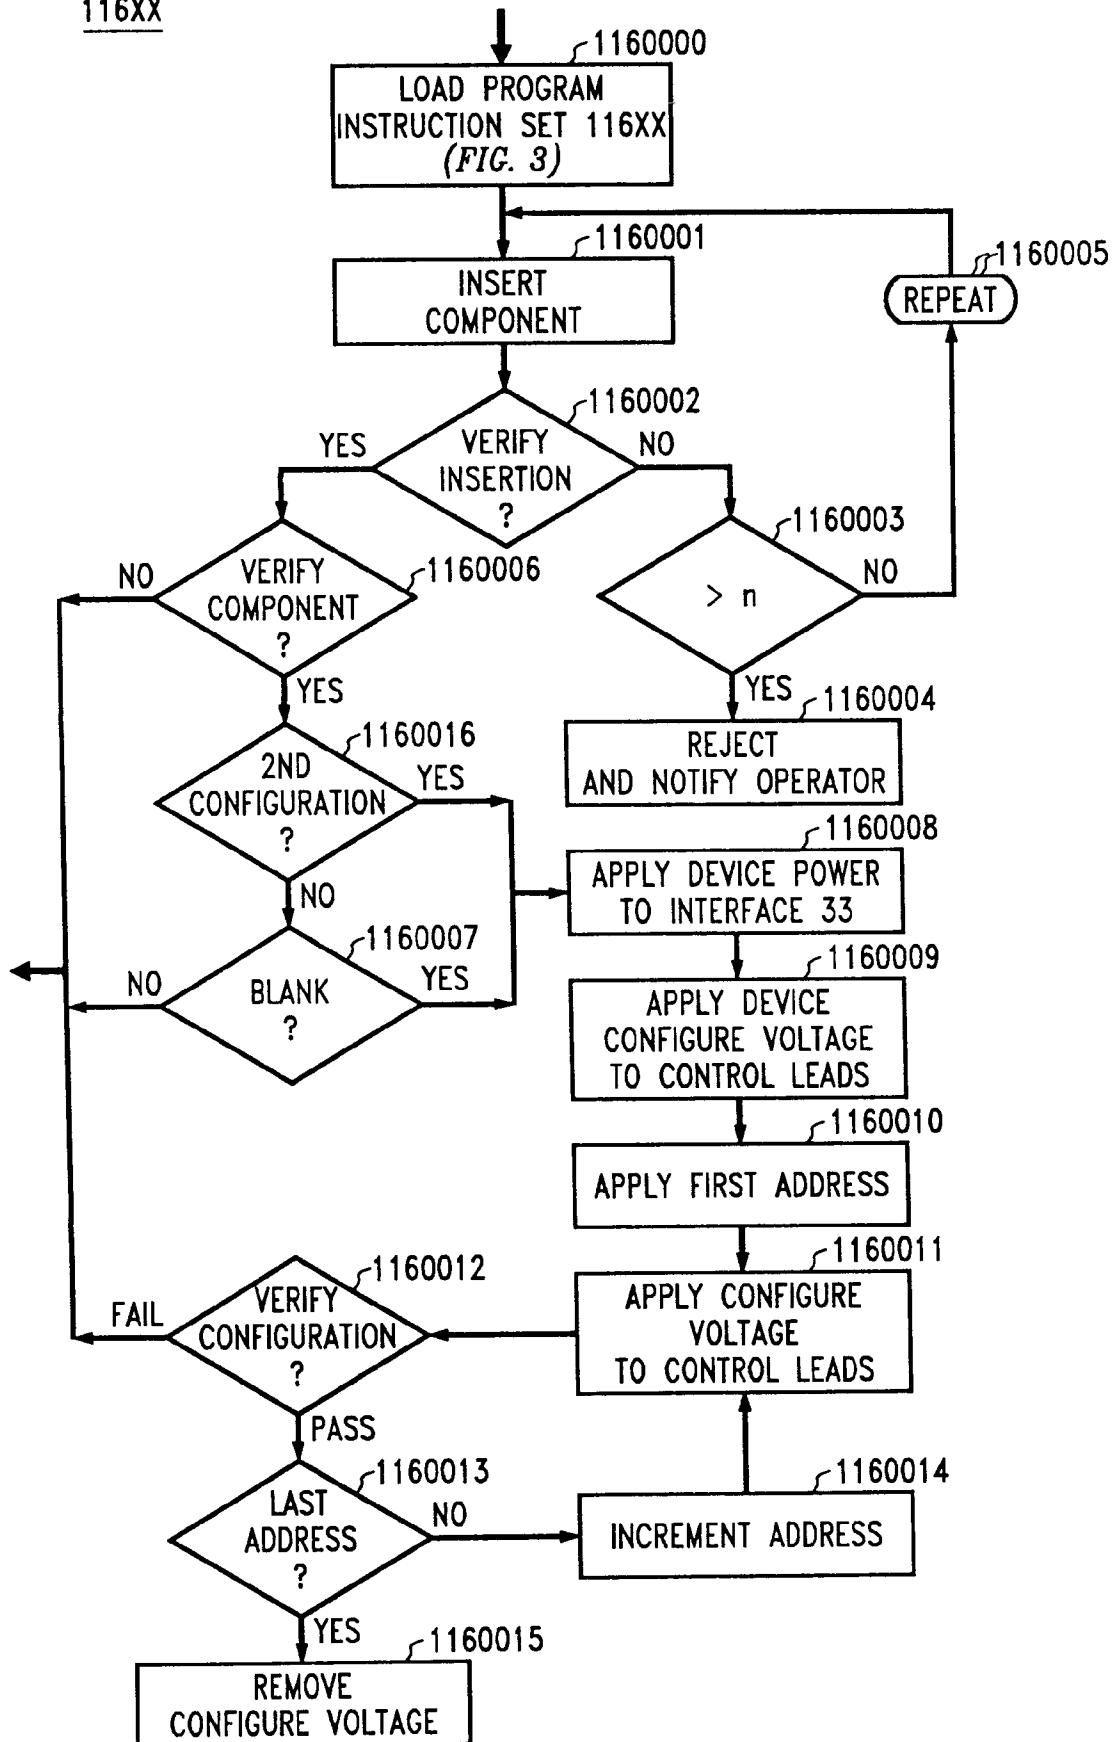 116XX
1160000
LOAD PROGRAM
INSTRUCTION SET 116XX
(FIG. 3)
1160001
INSERT
COMPONENT
1160005
REPEAT
1160002
VERIFY
INSERTION
?
YES
NO
1160003
> n
NO
YES
1160006
VERIFY
COMPONENT
?
NO
YES
1160004
REJECT
AND NOTIFY OPERATOR
1160016
2ND
CONFIGURATION
?
YES
NO
1160008
APPLY DEVICE POWER
TO INTERFACE 33
1160007
BLANK
?
NO
YES
1160009
APPLY DEVICE
CONFIGURE VOLTAGE
TO CONTROL LEADS
1160010
APPLY FIRST ADDRESS
1160011
APPLY CONFIGURE
VOLTAGE
TO CONTROL LEADS
1160012
VERIFY
CONFIGURATION
?
FAIL
PASS
1160013
LAST
ADDRESS
?
NO
1160014
INCREMENT ADDRESS
YES
1160015
REMOVE
CONFIGURE VOLTAGE